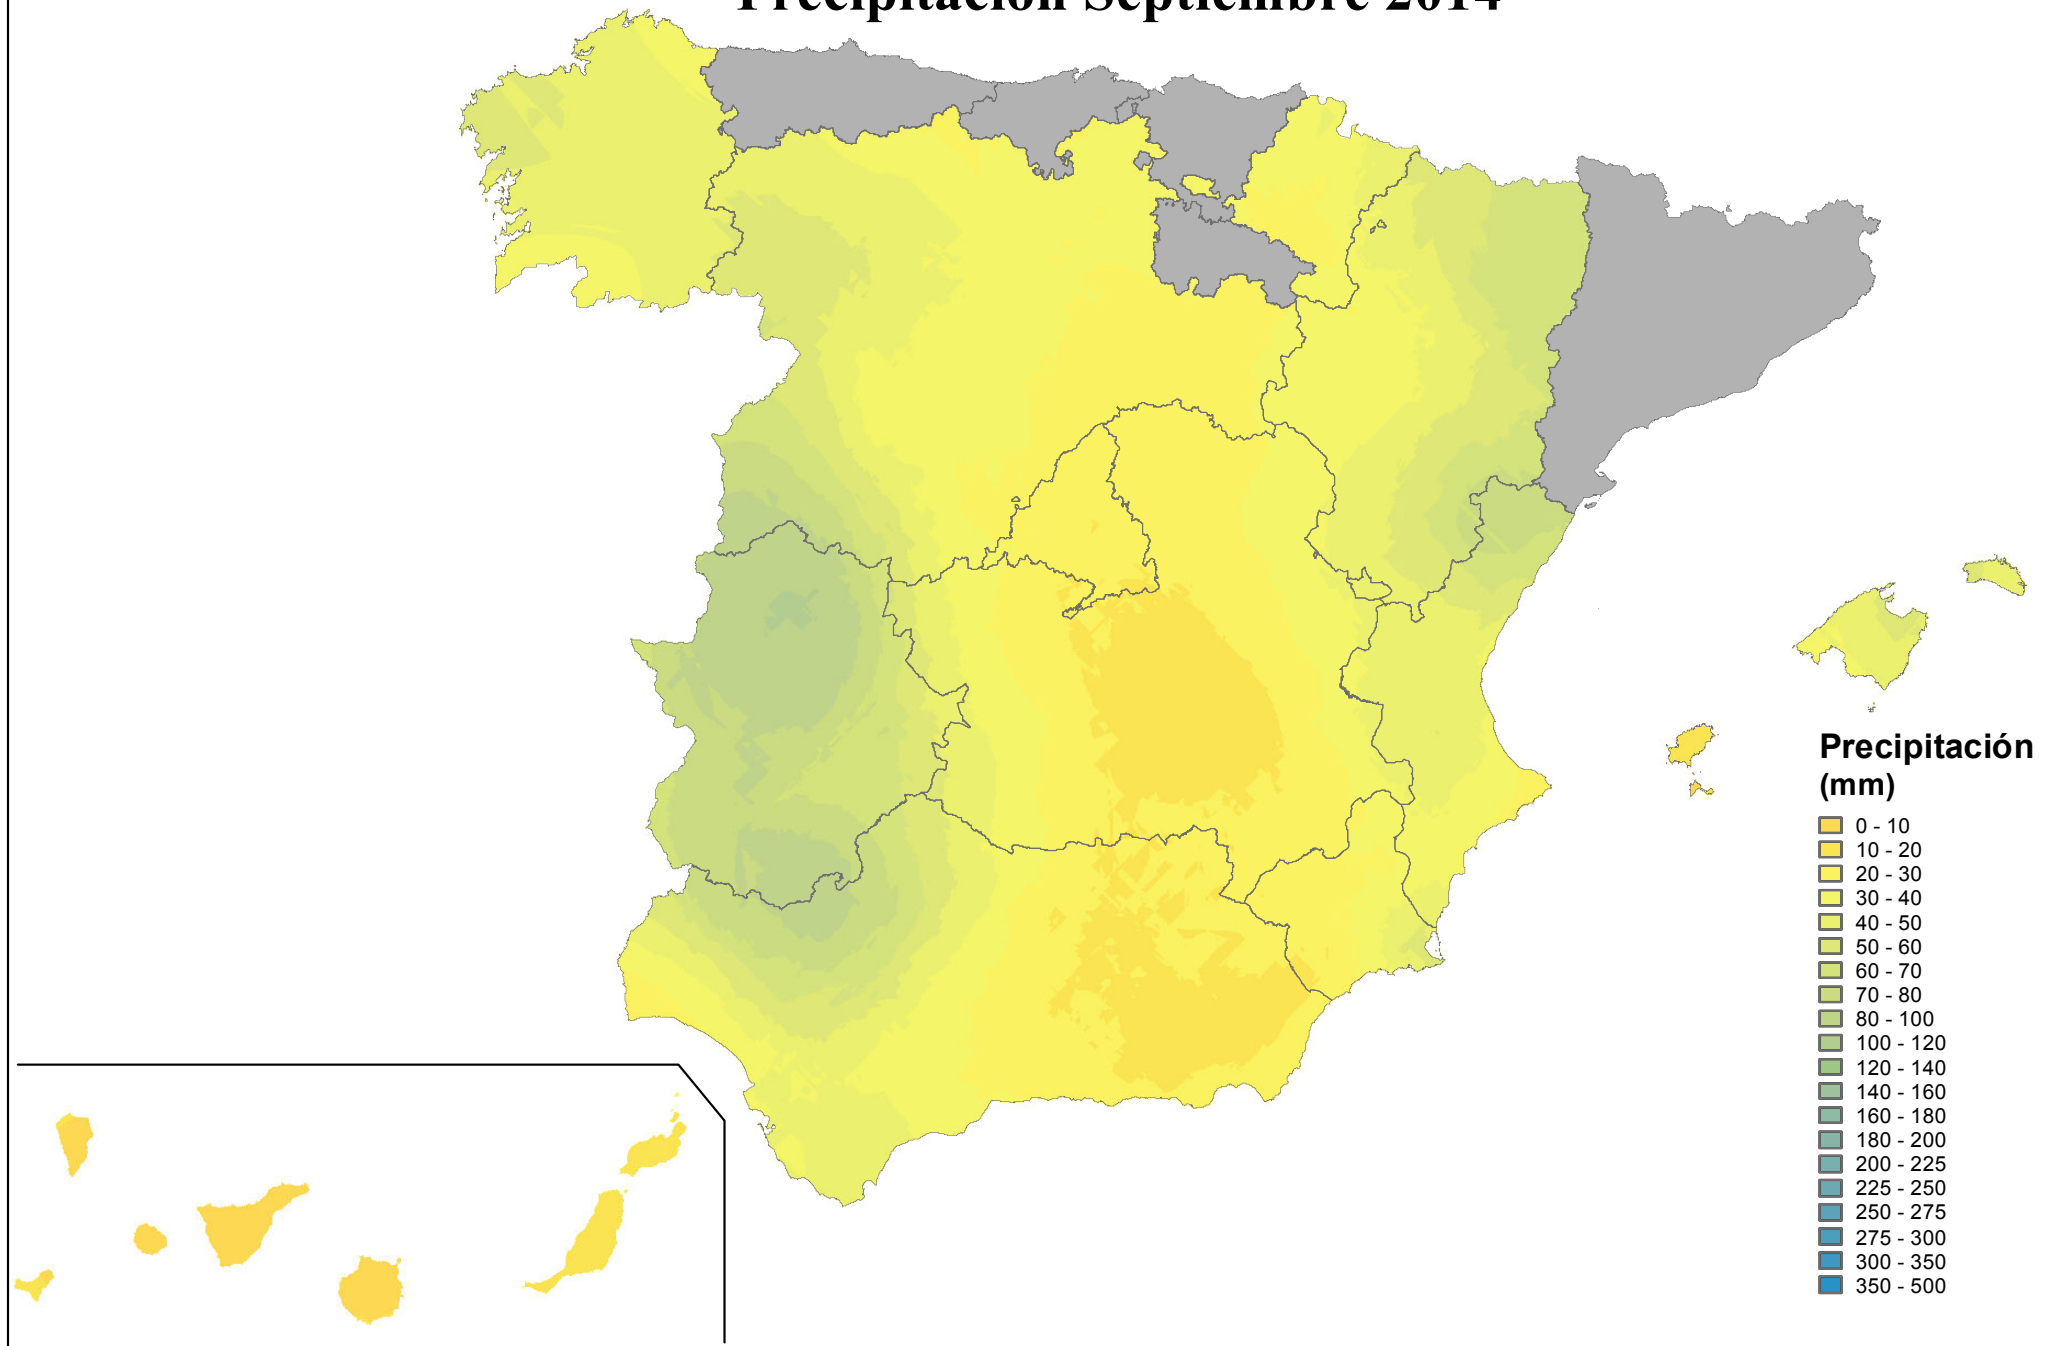 Precipitación Septiembre 2014
Precipitación
(mm)
0 - 10
10 - 20
20 - 30
30 - 40
40 - 50
50 - 60
60 - 70
70 - 80
80 - 100
100 - 120
120 - 140
140 - 160
160 - 180
180 - 200
200 - 225
225 - 250
250 - 275
275 - 300
300 - 350
350 - 500